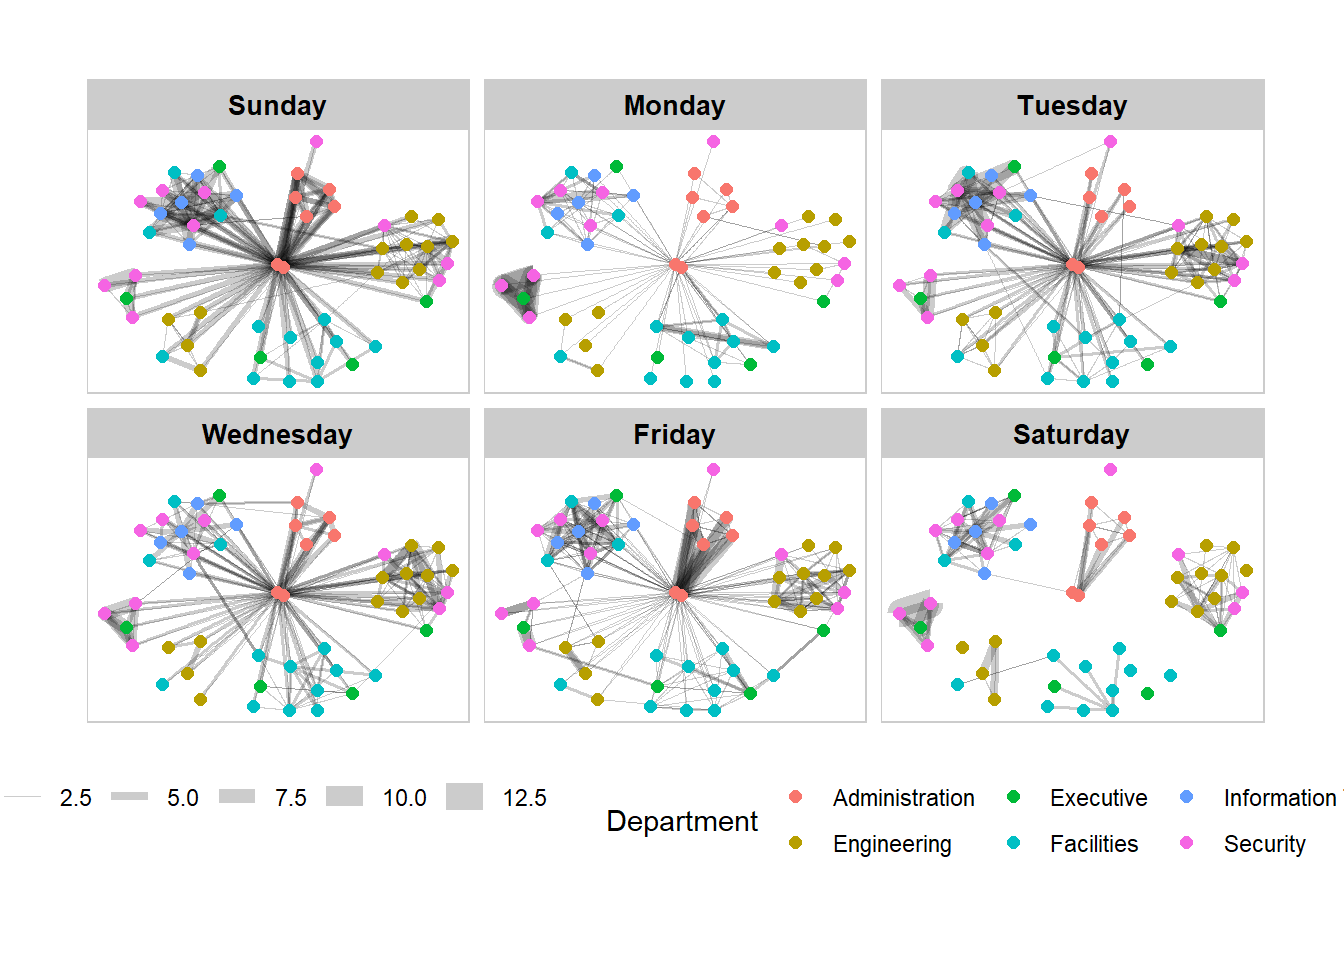 Sunday
Monday
Tuesday
Wednesday
Friday
Saturday
2.5
5.0
7.5
10.0
12.5
Department
Administration
Executive
Information
Engineering
Facilities
Security